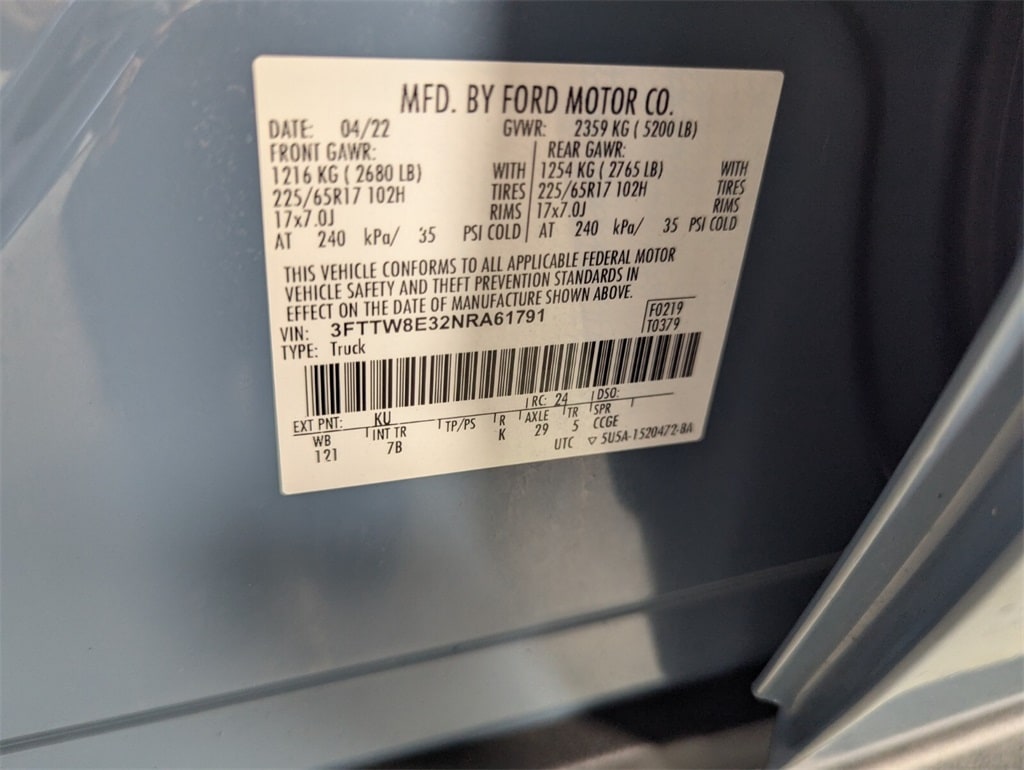 MFD. BY FORD MOTOR CO.
DATE: 04/22 GVWR: 2359 KG ( 5200 LB)
FRONT GAWR: REAR GAWR:
1216 KG ( 2680 LB) WITH 1254 KG ( 2765 LB) WITH
225/65R17 102H TIRES 225/65R17 102H TIRES
17x7.0J RIMS 17x7.0J RIMS
AT 240 kPa/ 35 PSI COLD AT 240 kPa/ 35 PSI COLD
THIS VEHICLE CONFORMS TO ALL APPLICABLE FEDERAL MOTOR
VEHICLE SAFETY AND THEFT PREVENTION STANDARDS IN
EFFECT ON THE DATE OF MANUFACTURE SHOWN ABOVE.
VIN: 3FTTW8E32NRA61791 F0219
TYPE: Truck T0379
EXT PNT: KU RC: 24 DSO:
WB INT TR TP/PS R AXLE TR SPR
121 7B K 29 5 CCGE
UTC ▽ 5U5A-1520472-BA